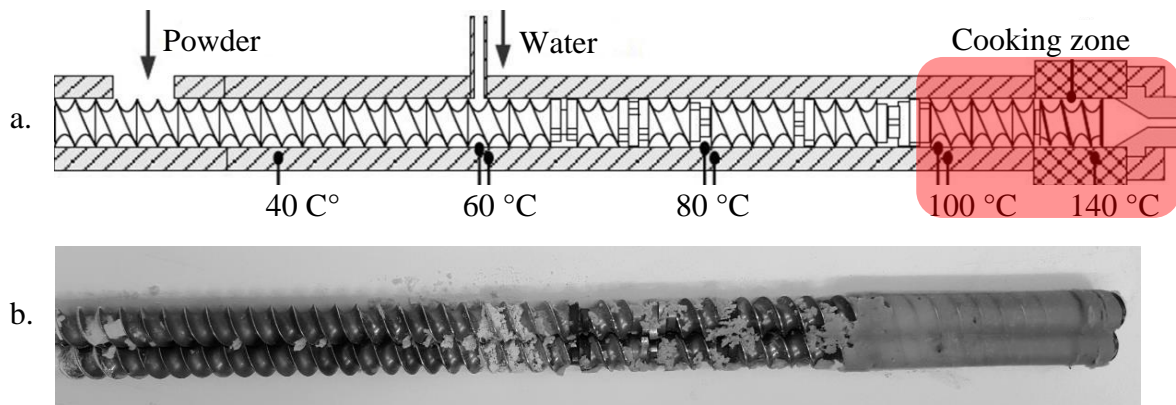 Powder
Water
Cooking zone
a.
40 C°
60 °C
80 °C
100 °C
140 °C
b.